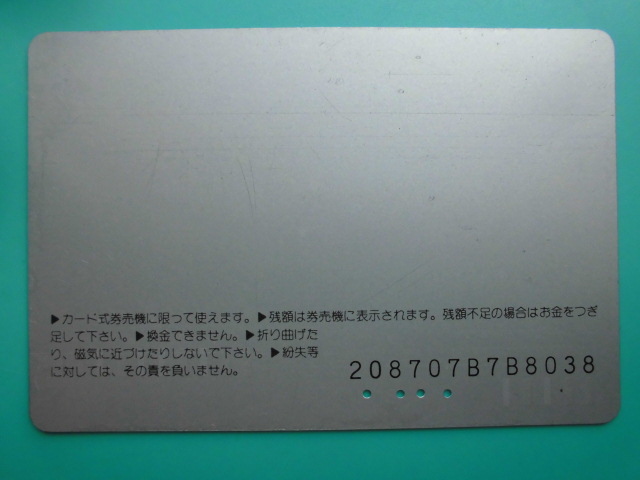 ▶カード式券売機に限って使えます。▶残額は券売機に表示されます。残額不足の場合はお金をつぎ
足して下さい。▶換金できません。▶折り曲げた
り、磁気に近づけたりしないで下さい。▶紛失等
に対しては、その責を負いません。
208707B7B8038